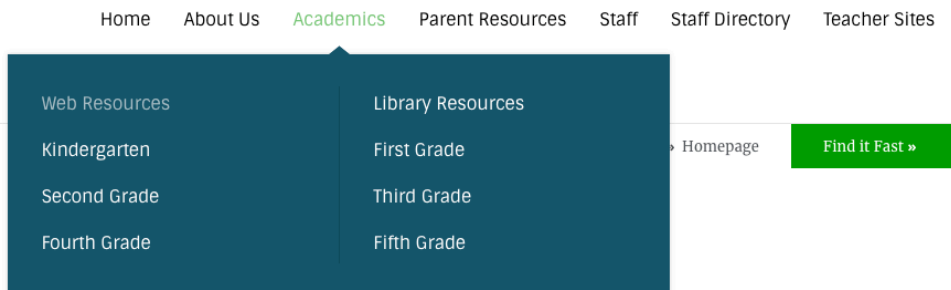 Home About Us Academics Parent Resources Staff Staff Directory Teacher Sites
Web Resources Library Resources
Kindergarten First Grade
» Homepage Find it Fast »
Second Grade Third Grade
Fourth Grade Fifth Grade